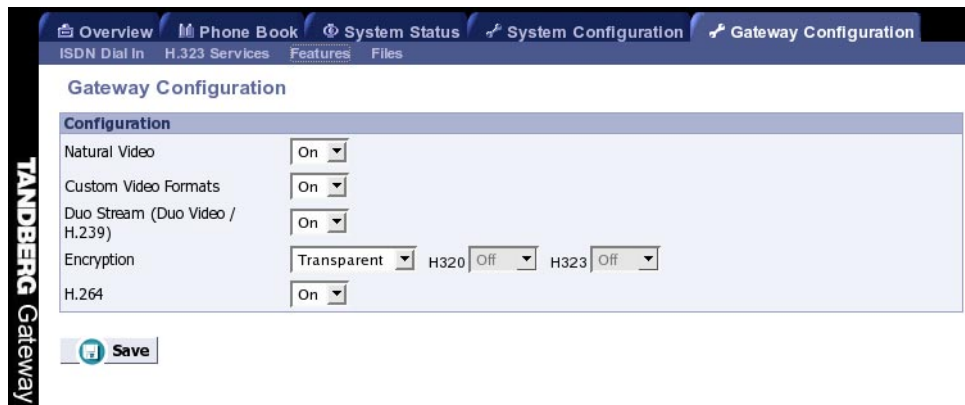 Overview Phone Book System Status System Configuration Gateway Configuration
ISDN Dial In H.323 Services Features Files
Gateway Configuration
Configuration
Natural Video On
Custom Video Formats On
Duo Stream (Duo Video /
H.239) On
Encryption Transparent H320 Off H323 Off
H.264 On
Save
TANDBERG Gateway